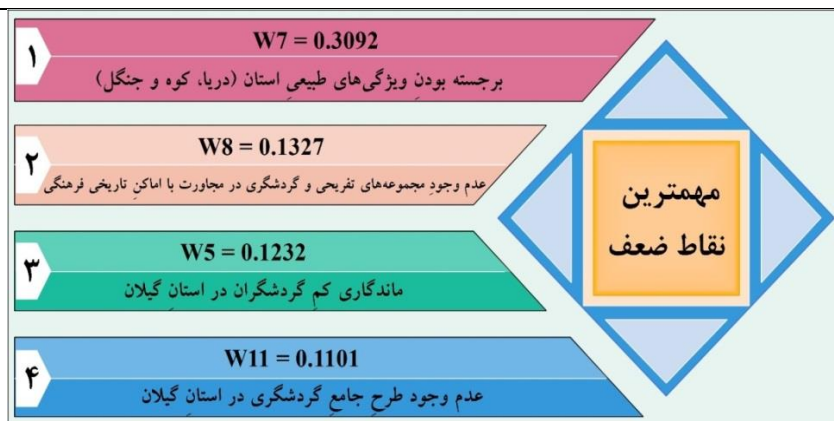 ۱
W7 = 0.3092
برجسته بودنِ ویژگی‌های طبیعیِ استان (دریا، کوه و جنگل)
۲
W8 = 0.1327
عدم وجودِ مجموعه‌های تفریحی و گردشگری در مجاورت با اماکنِ تاریخی فرهنگی
۳
W5 = 0.1232
ماندگاری کمِ گردشگران در استانِ گیلان
۴
W11 = 0.1101
عدم وجود طرحِ جامعِ گردشگری در استانِ گیلان
مهمترین
نقاط ضعف